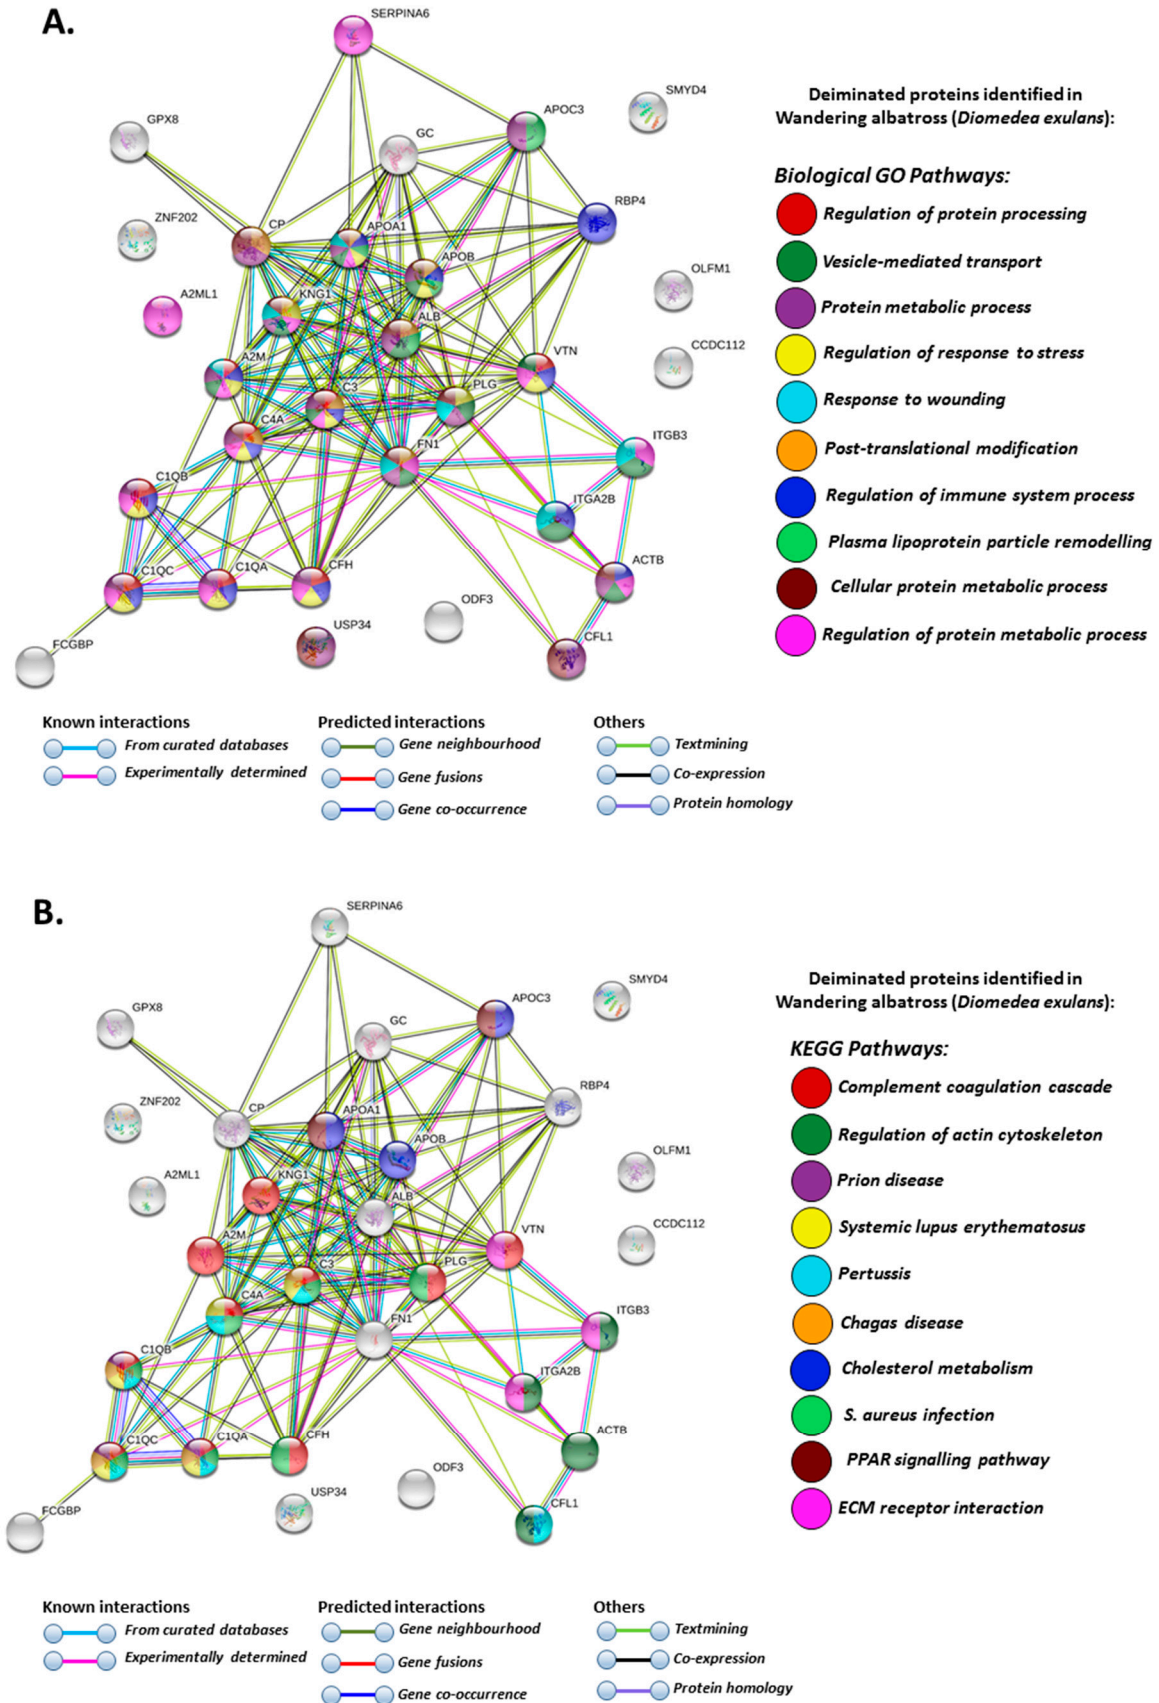 A.
SERPINA6
SMYD4
APOC3
GPX8
GC
RBP4
ZNF202
CP
APOA1
APOB
OLFM1
A2ML1
KNG1
ALB
CCDC112
A2M
VTN
C3
PLG
C4A
FN1
ITGB3
C1QB
ITGA2B
C1QC
C1QA
CFH
ACTB
ODF3
USP34
CFL1
FCGBP
Deiminated proteins identified in
Wandering albatross (Diomedea exulans):
Biological GO Pathways:
Regulation of protein processing
Vesicle-mediated transport
Protein metabolic process
Regulation of response to stress
Response to wounding
Post-translational modification
Regulation of immune system process
Plasma lipoprotein particle remodelling
Cellular protein metabolic process
Regulation of protein metabolic process
Known interactions
From curated databases
Experimentally determined
Predicted interactions
Gene neighbourhood
Gene fusions
Gene co-occurrence
Others
Textmining
Co-expression
Protein homology
B.
SERPINA6
SMYD4
APOC3
GPX8
GC
RBP4
ZNF202
CP
APOA1
APOB
OLFM1
A2ML1
KNG1
ALB
CCDC112
A2M
VTN
C3
PLG
C4A
FN1
ITGB3
C1QB
ITGA2B
C1QC
C1QA
CFH
ACTB
ODF3
USP34
CFL1
FCGBP
Deiminated proteins identified in
Wandering albatross (Diomedea exulans):
KEGG Pathways:
Complement coagulation cascade
Regulation of actin cytoskeleton
Prion disease
Systemic lupus erythematosus
Pertussis
Chagas disease
Cholesterol metabolism
S. aureus infection
PPAR signalling pathway
ECM receptor interaction
Known interactions
From curated databases
Experimentally determined
Predicted interactions
Gene neighbourhood
Gene fusions
Gene co-occurrence
Others
Textmining
Co-expression
Protein homology